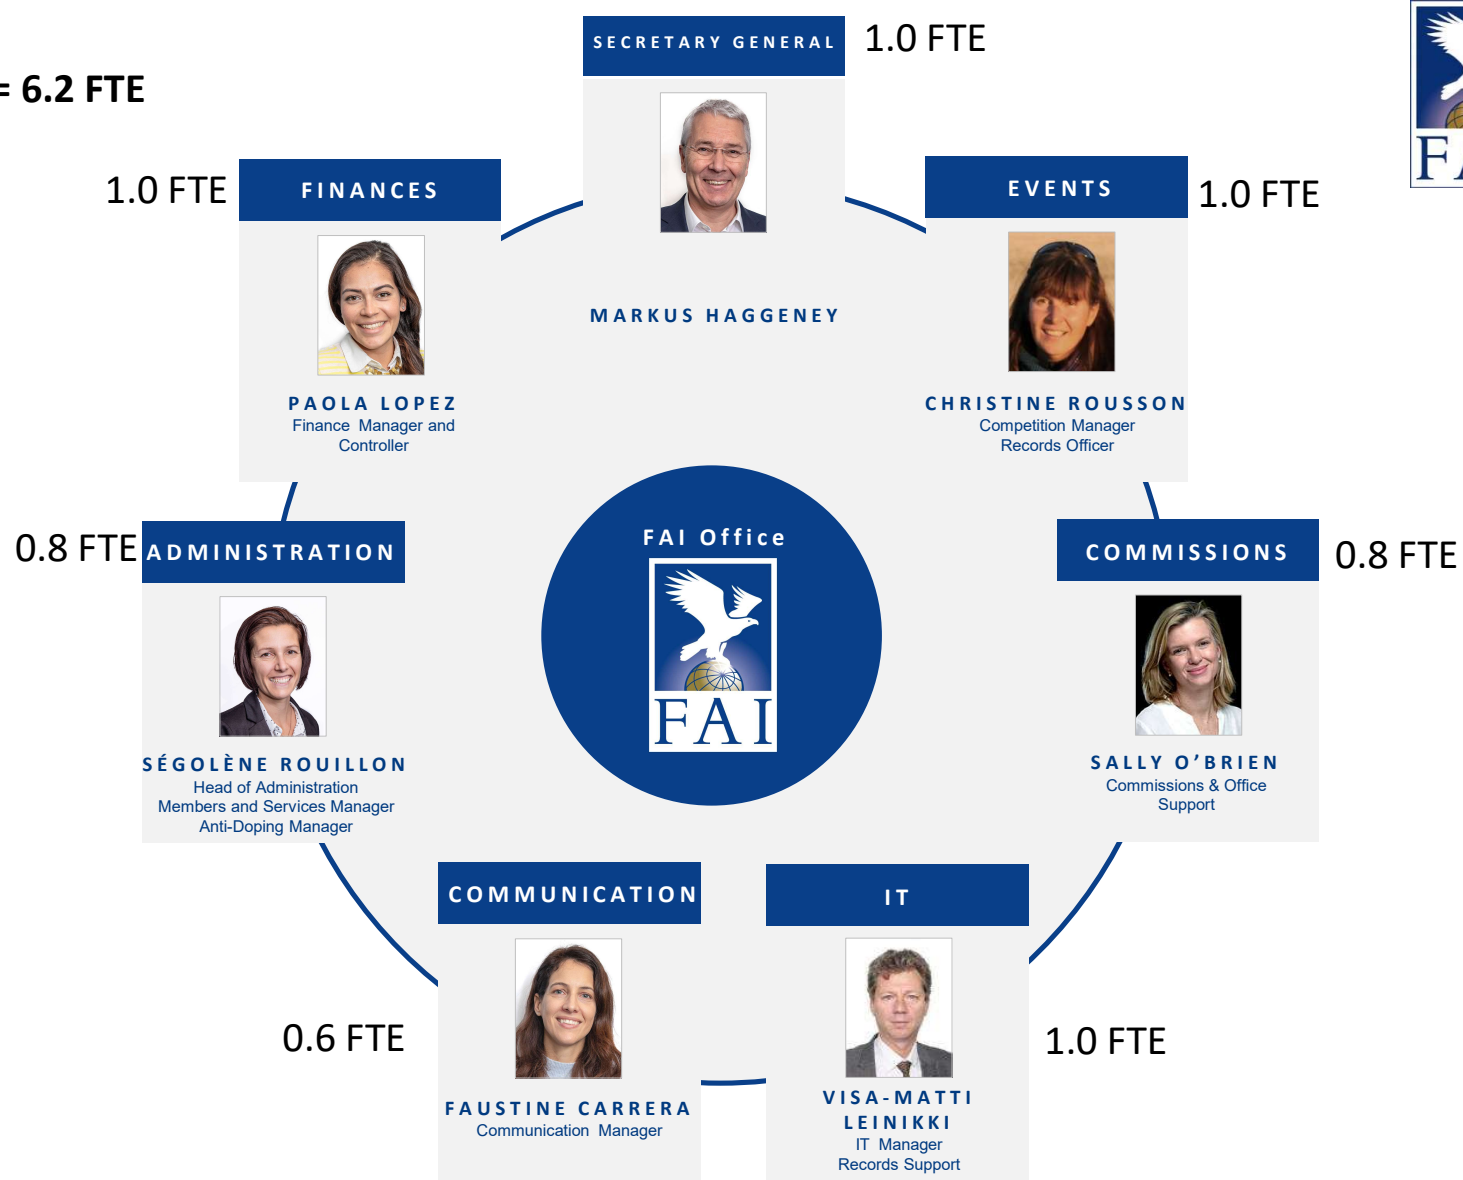 SECRETARY GENERAL
1.0 FTE
= 6.2 FTE
MARKUS HAGGENEY
1.0 FTE
FINANCES
PAOLA LOPEZ
Finance Manager and
Controller
EVENTS
1.0 FTE
CHRISTINE ROUSSON
Competition Manager
Records Officer
0.8 FTE
ADMINISTRATION
SÉGOLÈNE ROUILLON
Head of Administration
Members and Services Manager
Anti-Doping Manager
FAI Office
FAI
COMMISSIONS
0.8 FTE
SALLY O’BRIEN
Commissions & Office
Support
COMMUNICATION
0.6 FTE
FAUSTINE CARRERA
Communication Manager
IT
1.0 FTE
VISA-MATTI
LEINIKKI
IT Manager
Records Support